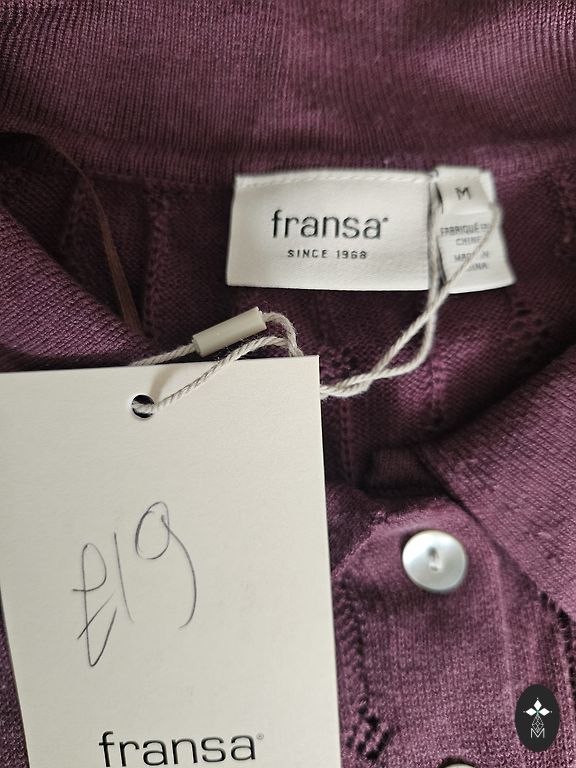 fransa®
SINCE 1968
M
FABRIQUÉ EN
CHINE
MADE IN
CHINA
£19
fransa®
M